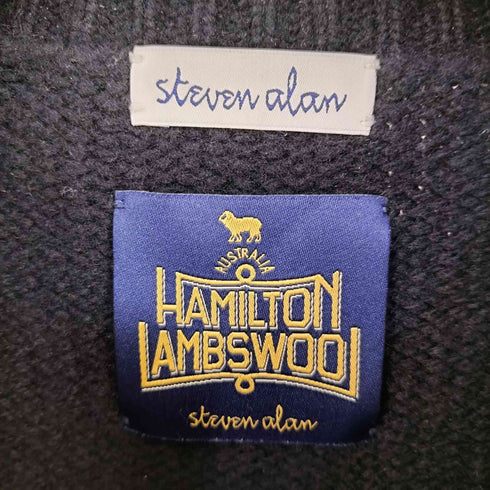 steven alan
AUSTRALIA
HAMILTON
LAMBSWOOL
steven alan